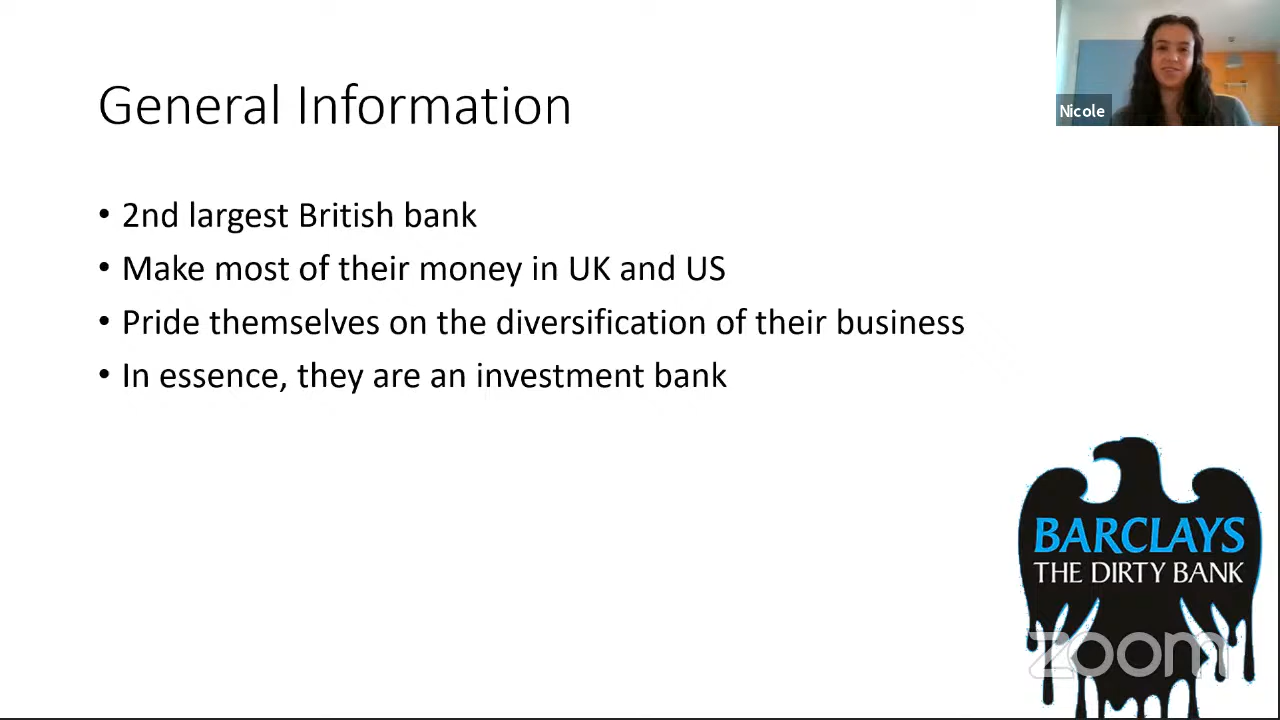 General Information
Nicole
• 2nd largest British bank
• Make most of their money in UK and US
• Pride themselves on the diversification of their business
• In essence, they are an investment bank
BARCLAYS
THE DIRTY BANK
zoom